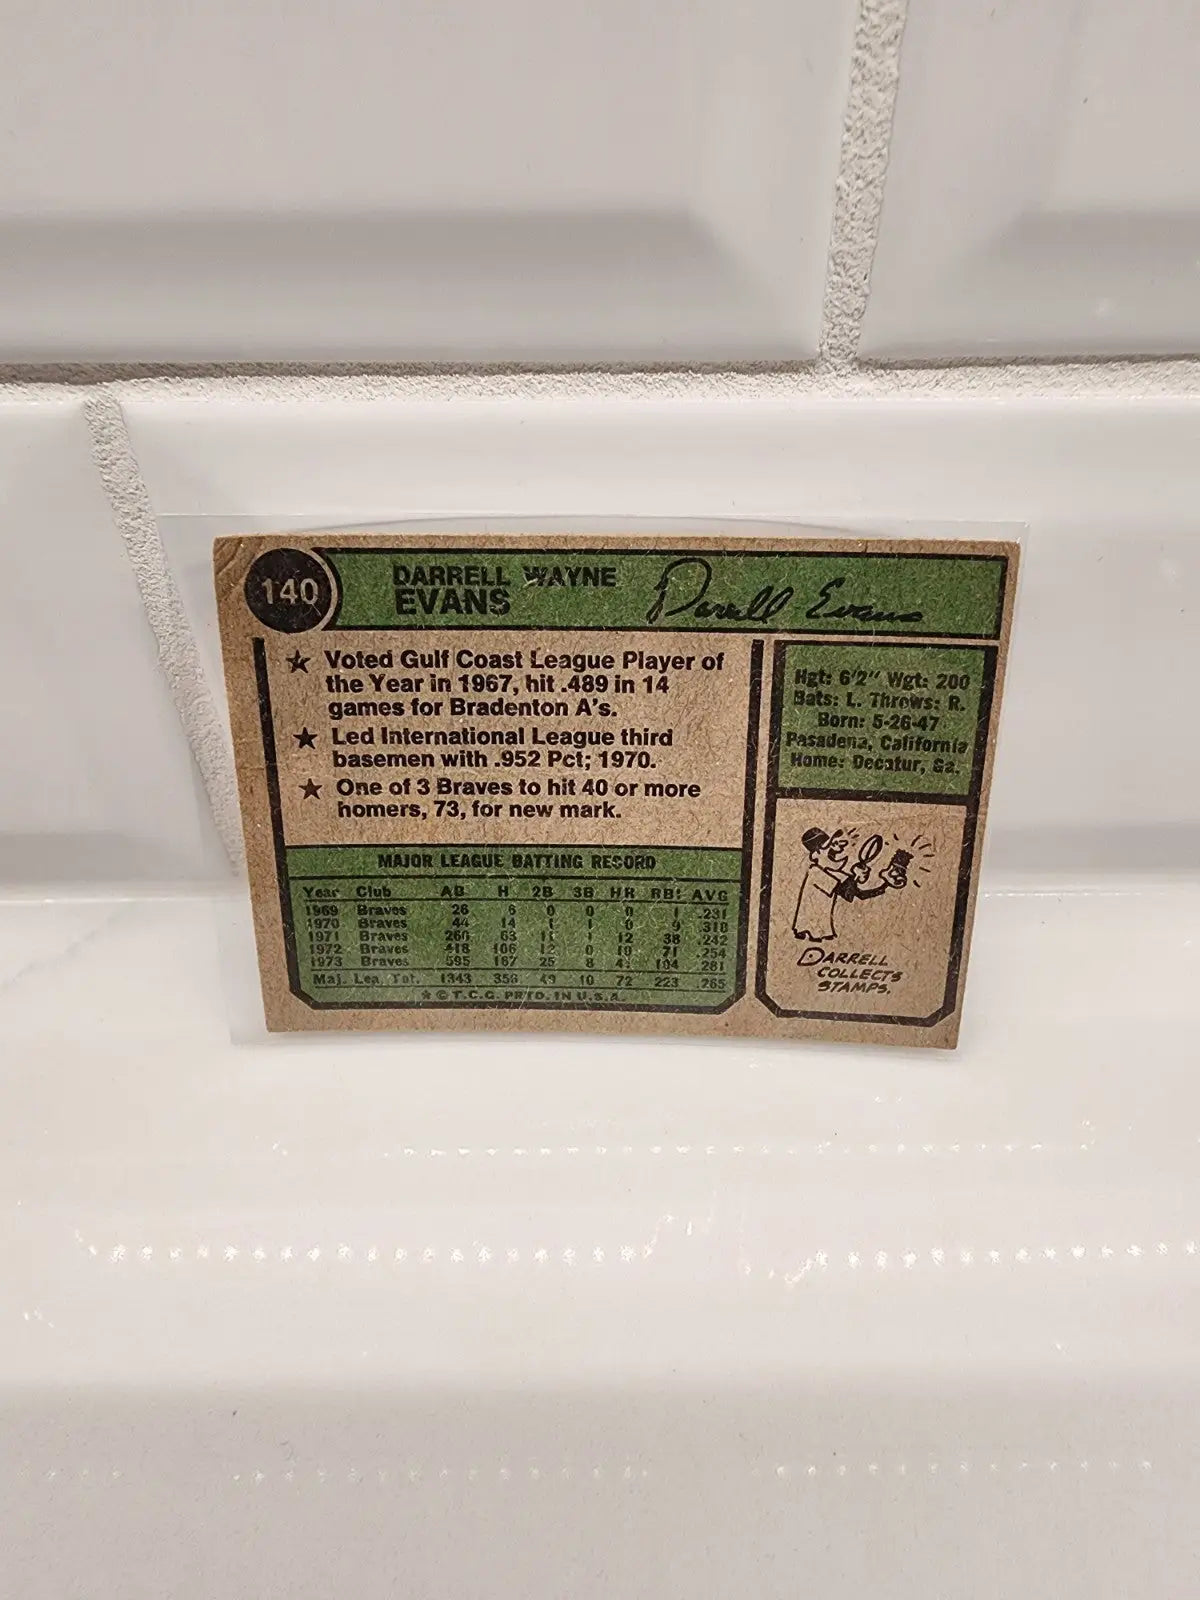 140
DARRELL WAYNE
EVANS
Darrell Evans
★ Voted Gulf Coast League Player of
the Year in 1967, hit .489 in 14
games for Bradenton A's.
★ Led International League third
basemen with .952 Pct; 1970.
★ One of 3 Braves to hit 40 or more
homers, 73, for new mark.
Hgt: 6'2" Wgt: 200
Bats: L. Throws: R.
Born: 5-26-47
Pasadena, California
Home: Decatur, Ga.
MAJOR LEAGUE BATTING RECORD
Year Club AB H 2B 3B HR RBI AVG
1969 Braves 26 6 0 0 0 1 .231
1970 Braves 44 14 1 1 0 9 .318
1971 Braves 260 63 11 1 12 38 .242
1972 Braves 418 106 12 0 19 71 .254
1973 Braves 595 167 25 8 41 104 .281
Maj. Lea. Tot. 1343 356 49 10 72 223 .265
★ © T.C.G. PRTD. IN U.S.A.
DARRELL
COLLECTS
STAMPS.